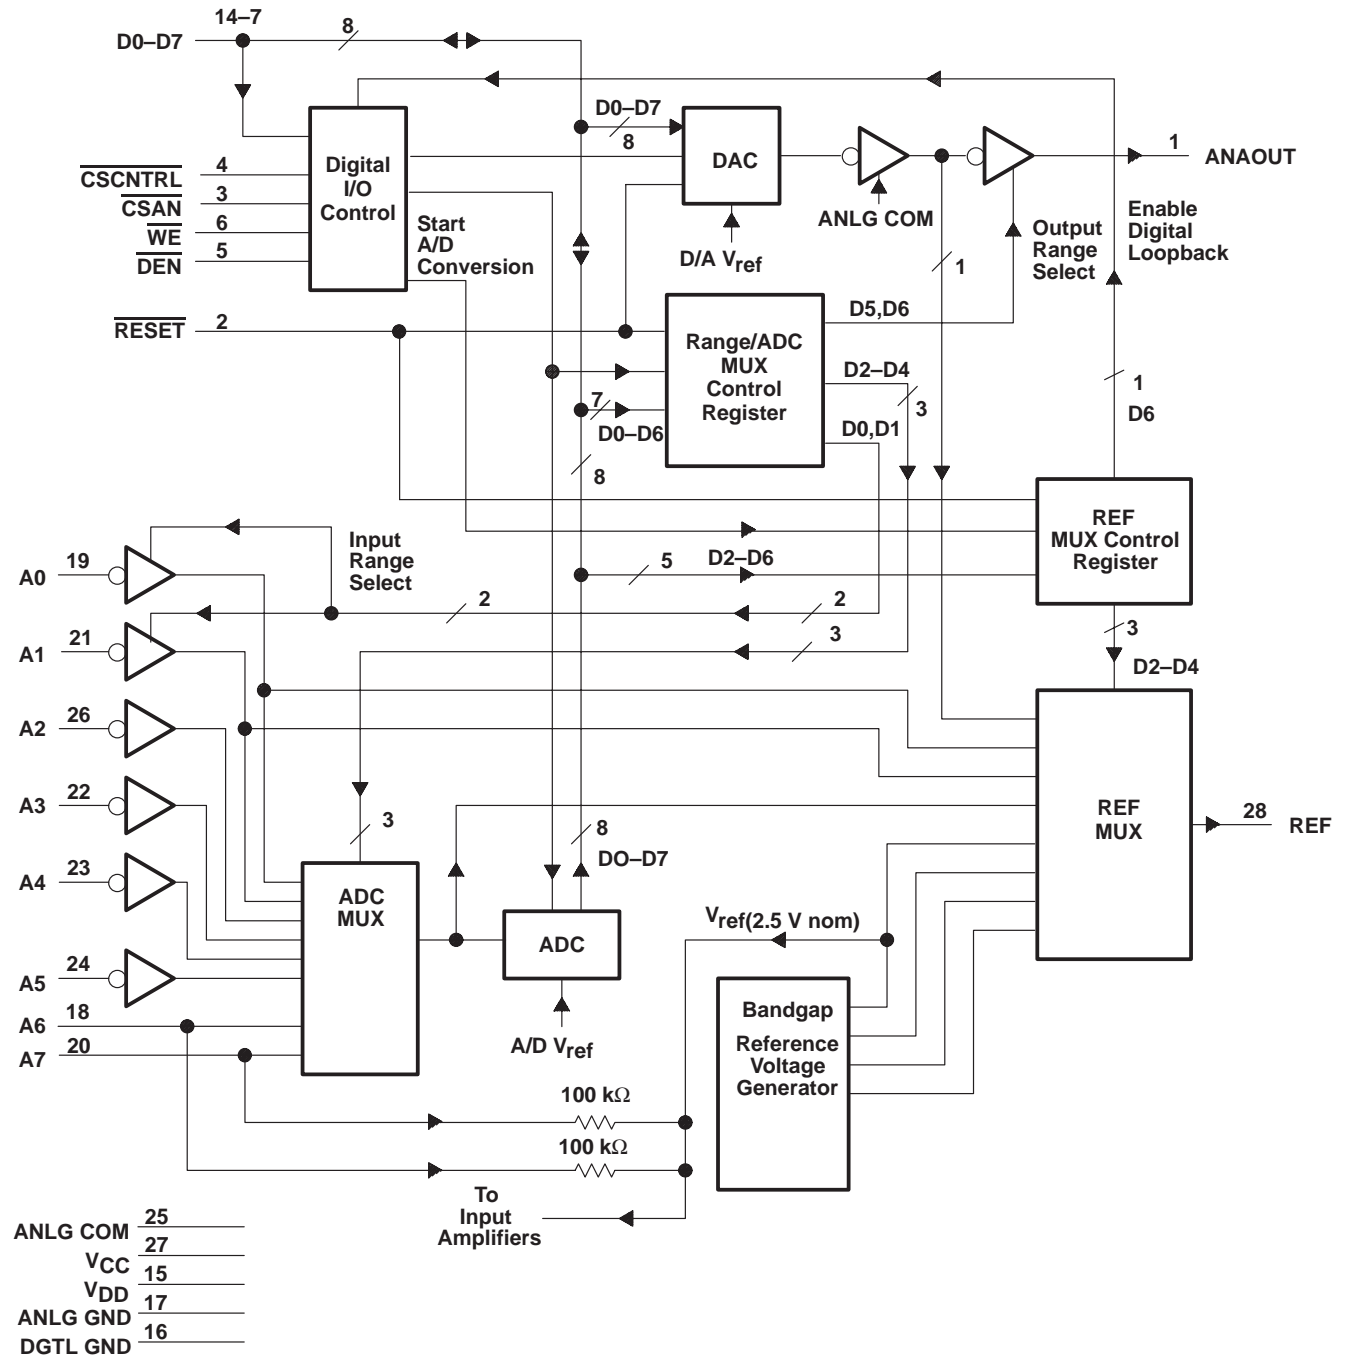 14–7
D0–D7
8
D0–D7
8
DAC
1
ANAOUT
CSCNTRL
4
CSAN
3
WE
6
DEN
5
Digital
I/O
Control
Start
A/D
Conversion
D/A Vref
ANLG COM
1
Output
Range
Select
Enable
Digital
Loopback
RESET
2
Range/ADC
MUX
Control
Register
D5,D6
D2–D4
3
D0,D1
7
D0–D6
8
1
D6
REF
MUX Control
Register
5
D2–D6
3
D2–D4
Input
Range
Select
2
2
3
A0
19
A1
21
A2
26
A3
22
A4
23
A5
24
A6
18
A7
20
3
ADC
MUX
8
DO–D7
ADC
A/D Vref
REF
MUX
28
REF
Vref(2.5 V nom)
Bandgap
Reference
Voltage
Generator
100 kΩ
100 kΩ
To
Input
Amplifiers
ANLG COM
25
VCC
27
VDD
15
ANLG GND
17
DGTL GND
16